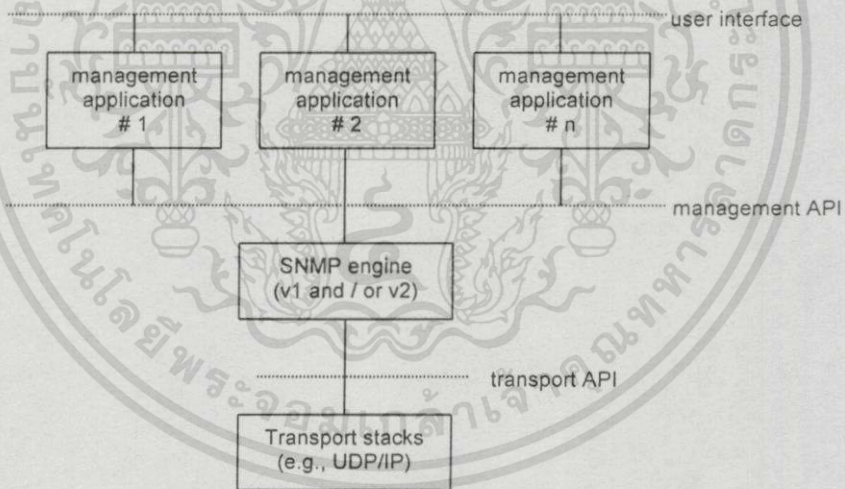 user interface
management
application
# 1
management
application
# 2
management
application
# n
management API
SNMP engine
(v1 and / or v2)
transport API
Transport stacks
(e.g., UDP/IP)